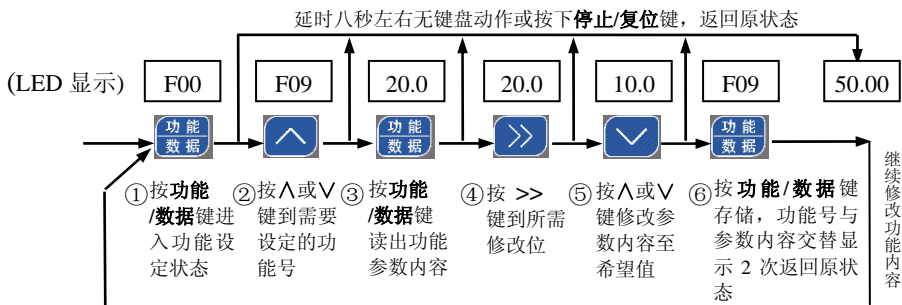 延时八秒左右无键盘动作或按下停止/复位键，返回原状态
(LED 显示) F00 F09 20.0 20.0 10.0 F09 50.00
功能
数据
功能
数据
>>
功能
数据
①按功能
/数据键进
入功能设
定状态
②按∧或∨
键到需要
设定的功
能号
③按功能
/数据键
读出功能
参数内容
④按 >>
键到所需
修改位
⑤按∧或∨
键修改参
数内容至
希望值
⑥按功能/数据键
存储，功能号与
参数内容交替显
示 2 次返回原状
态
继续修改功能内容